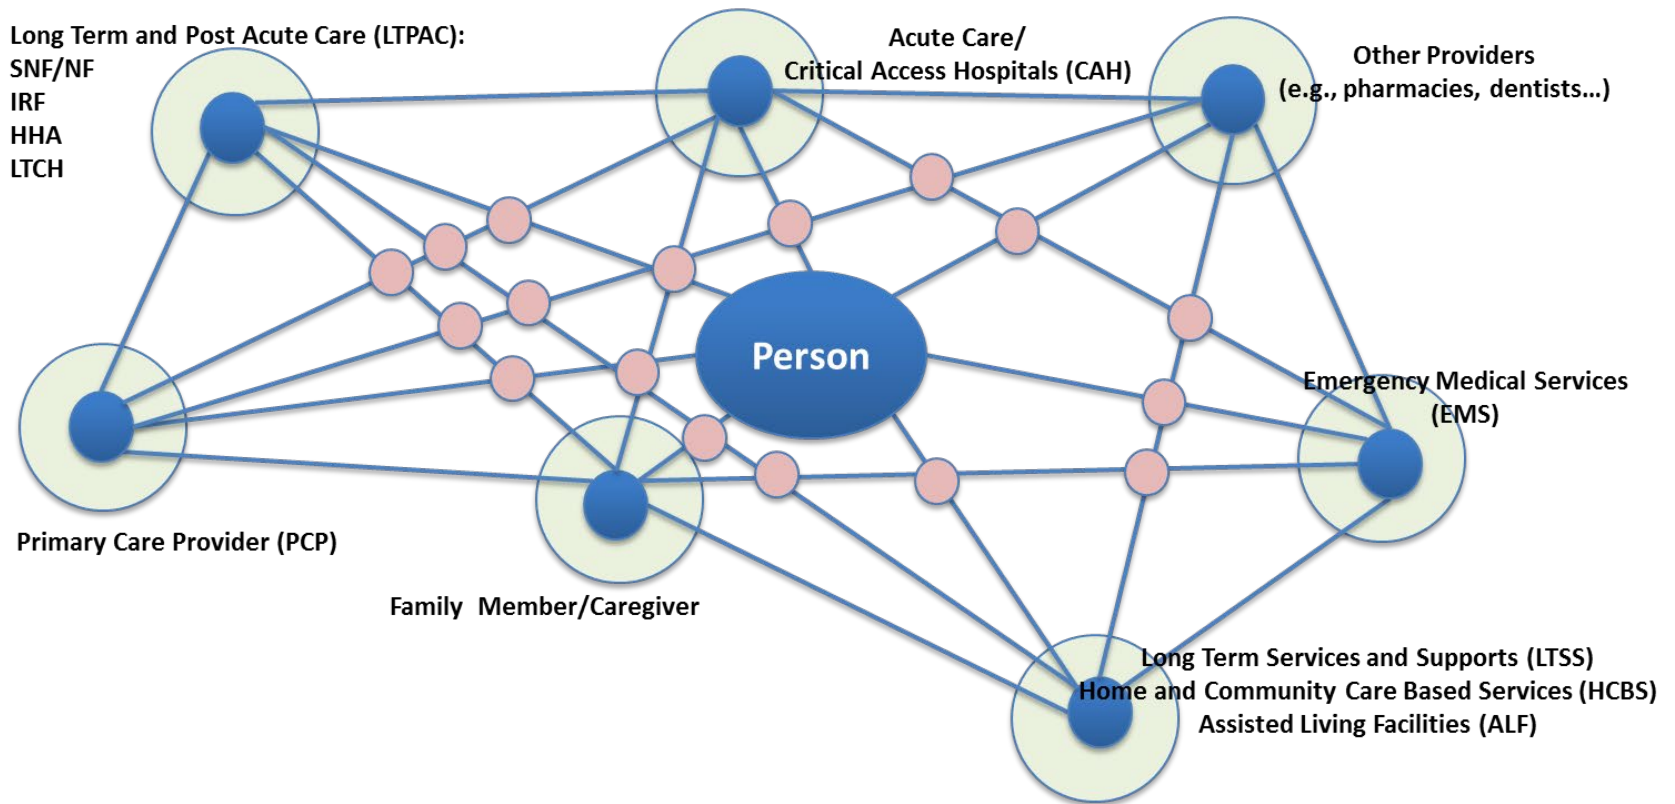 Long Term and Post Acute Care (LTPAC):
SNF/NF
IRF
HHA
LTCH
Acute Care/
Critical Access Hospitals (CAH)
Other Providers
(e.g., pharmacies, dentists...)
Person
Emergency Medical Services
(EMS)
Primary Care Provider (PCP)
Family Member/Caregiver
Long Term Services and Supports (LTSS)
Home and Community Care Based Services (HCBS)
Assisted Living Facilities (ALF)